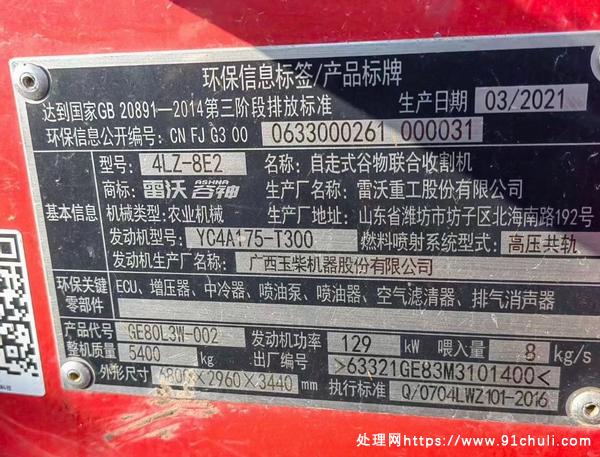 环保信息标签/产品标牌
达到国家GB 20891—2014第三阶段排放标准 生产日期 03/2021
环保信息公开编号: CN FJ G3 00 0633000261 000031
型号: 4LZ-8E2 名称: 自走式谷物联合收割机
商标: 雷沃 谷神 ASHNA 生产厂名称: 雷沃重工股份有限公司
基本信息 机械类型: 农业机械 生产厂地址: 山东省潍坊市坊子区北海南路192号
发动机型号: YC4A175-T300 燃料喷射系统型式: 高压共轨
发动机生产厂名称: 广西玉柴机器股份有限公司
环保关键零部件 ECU、增压器、中冷器、喷油泵、喷油器、空气滤清器、排气消声器
产品代号 GE80L3W-002 发动机功率 129 kW 喂入量 8 kg/s
整机质量 5400 kg 出厂编号 >63321GE83M3101400<
外形尺寸 6800×2960×3440 mm 执行标准 Q/0704LWZ101-2016
处理网https://www.91chuli.com/